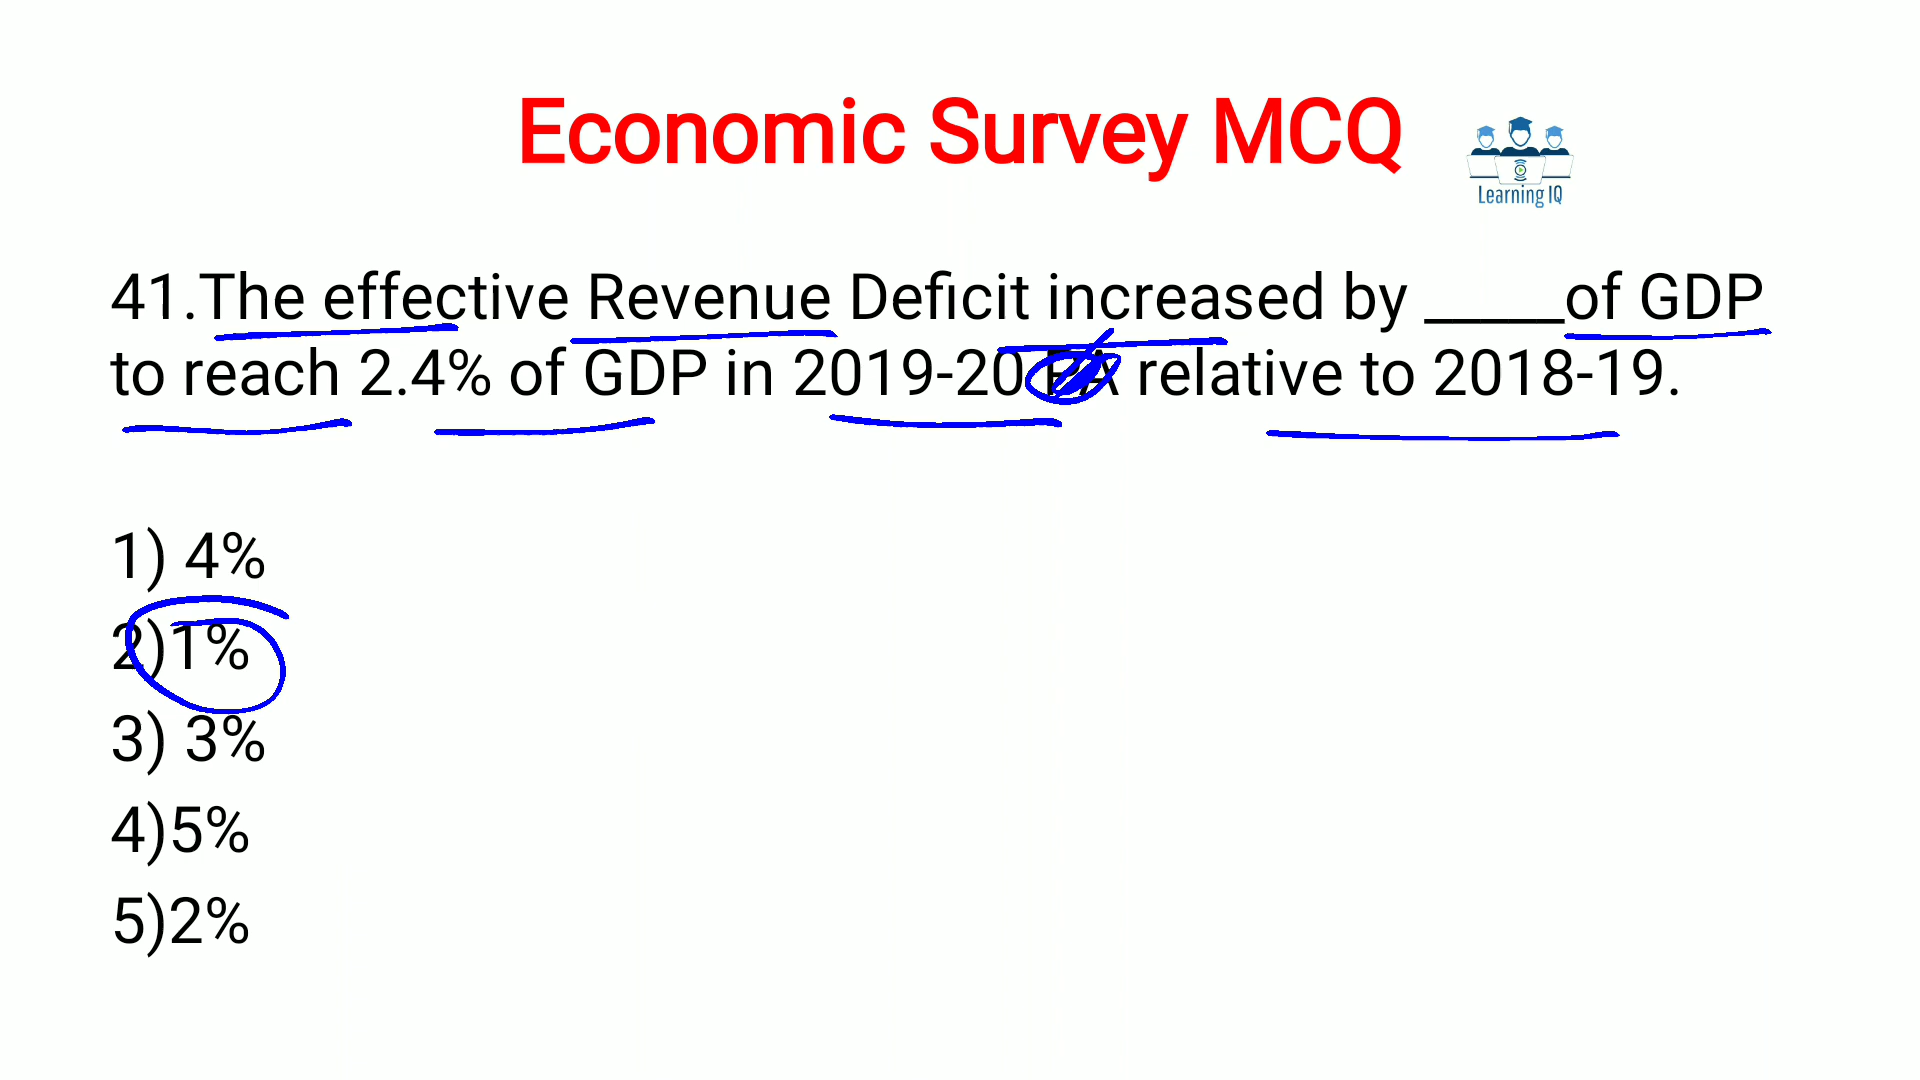 Economic Survey MCQ
Learning IQ
41.The effective Revenue Deficit increased by _____of GDP
to reach 2.4% of GDP in 2019-20 PA relative to 2018-19.
1) 4%
2)1%
3) 3%
4)5%
5)2%